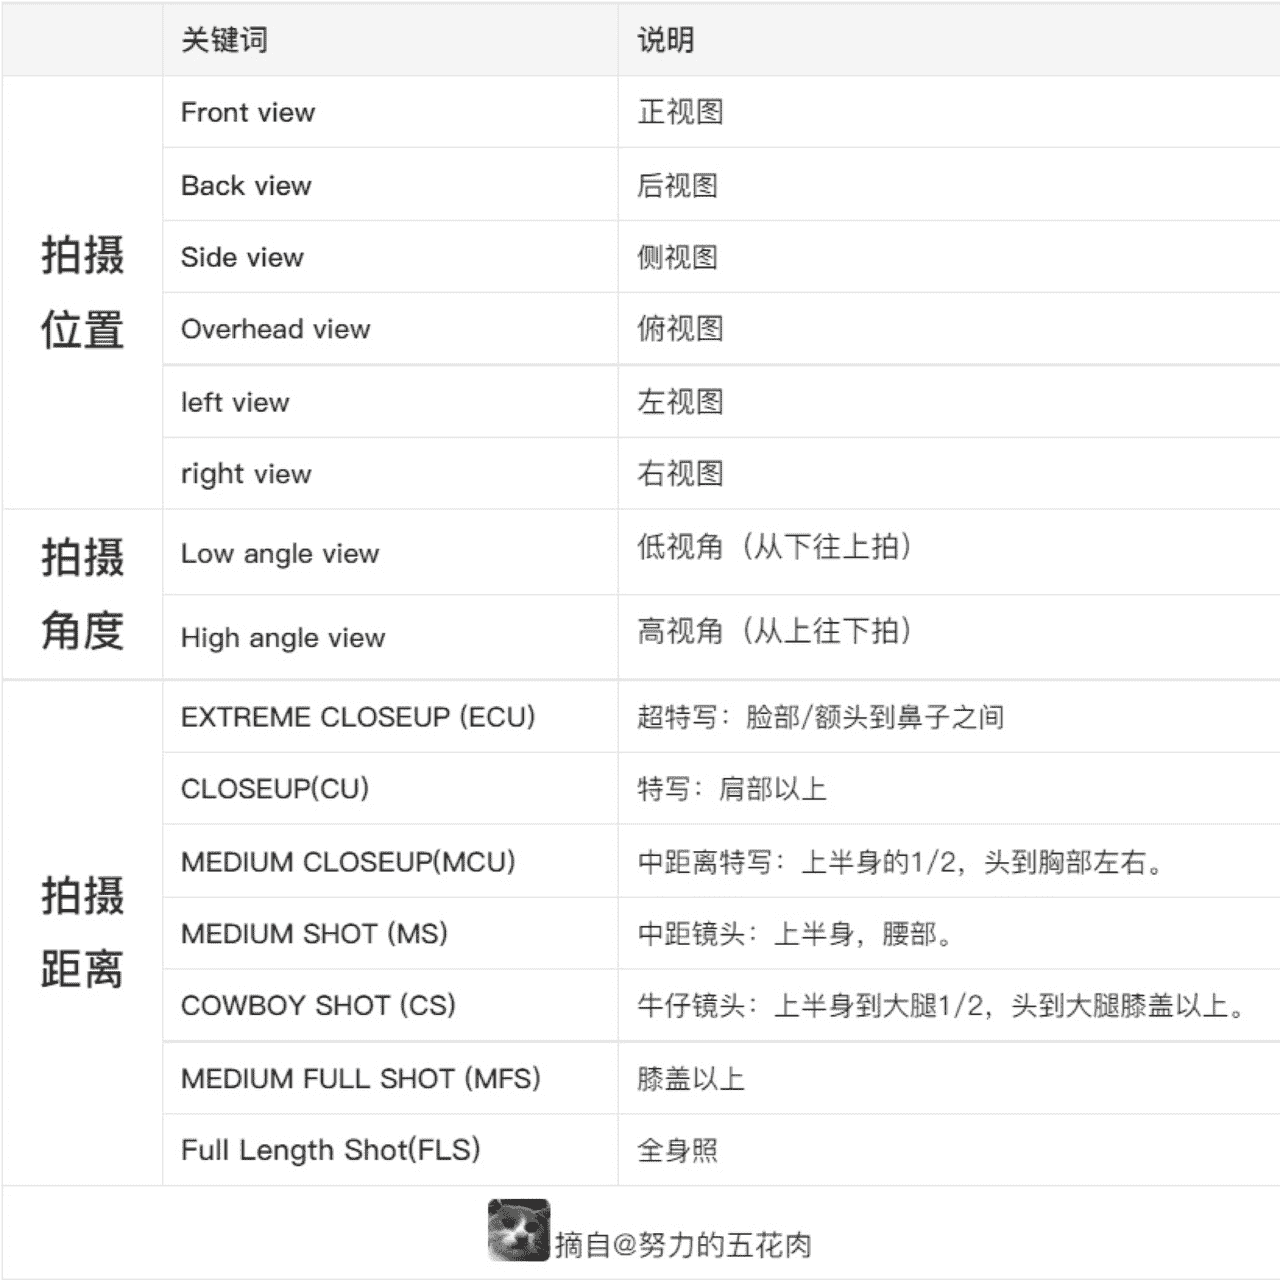 关键词 说明
拍摄
位置
Front view 正视图
Back view 后视图
Side view 侧视图
Overhead view 俯视图
left view 左视图
right view 右视图
拍摄
角度
Low angle view 低视角（从下往上拍）
High angle view 高视角（从上往下拍）
拍摄
距离
EXTREME CLOSEUP (ECU) 超特写：脸部/额头到鼻子之间
CLOSEUP(CU) 特写：肩部以上
MEDIUM CLOSEUP(MCU) 中距离特写：上半身的1/2，头到胸部左右。
MEDIUM SHOT (MS) 中距镜头：上半身，腰部。
COWBOY SHOT (CS) 牛仔镜头：上半身到大腿1/2，头到大腿膝盖以上。
MEDIUM FULL SHOT (MFS) 膝盖以上
Full Length Shot(FLS) 全身照
摘自@努力的五花肉